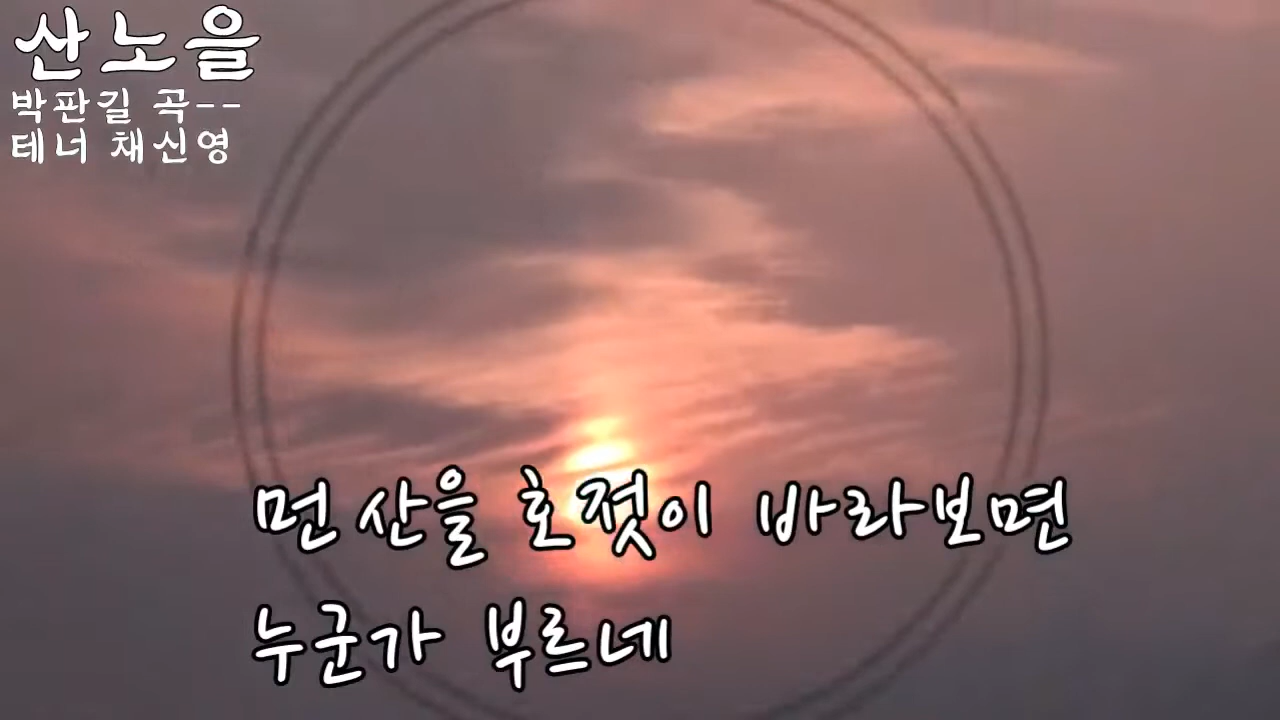 산노을
박판길 곡--
테너 채신영
먼 산을 호젓이 바라보면
누군가 부르네